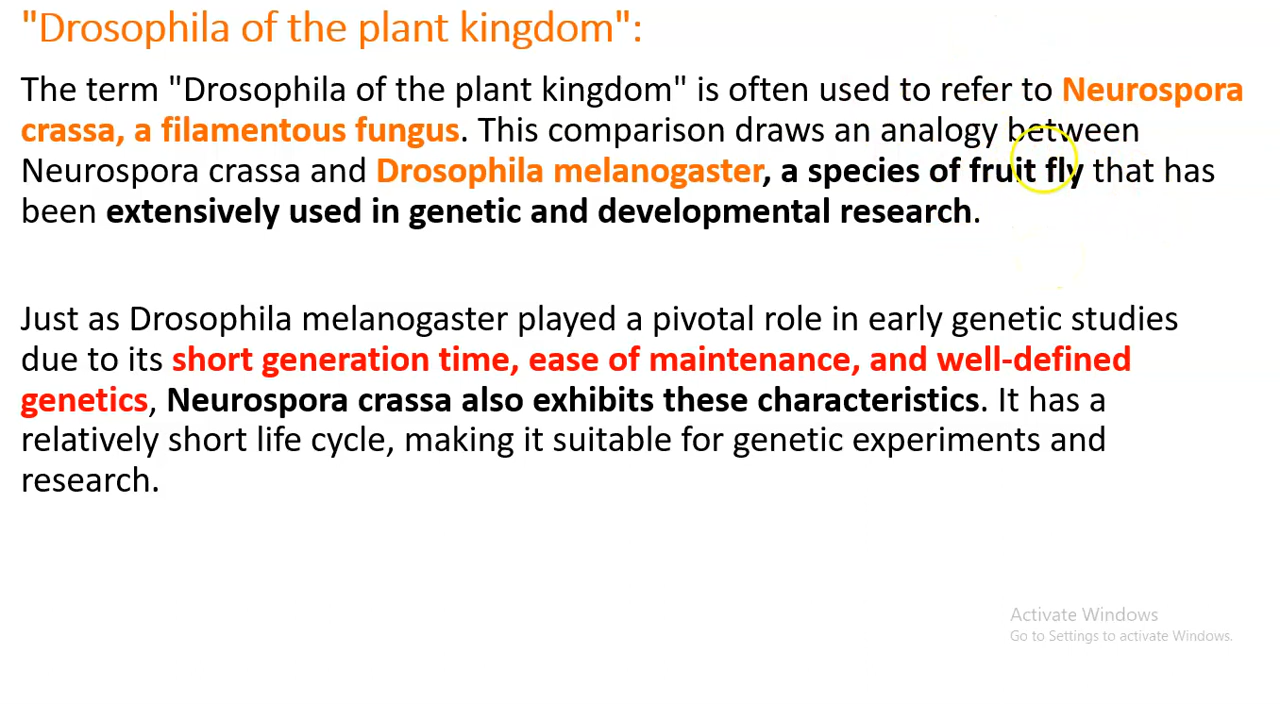 "Drosophila of the plant kingdom":
The term "Drosophila of the plant kingdom" is often used to refer to Neurospora
crassa, a filamentous fungus. This comparison draws an analogy between
Neurospora crassa and Drosophila melanogaster, a species of fruit fly that has
been extensively used in genetic and developmental research.
Just as Drosophila melanogaster played a pivotal role in early genetic studies
due to its short generation time, ease of maintenance, and well-defined
genetics, Neurospora crassa also exhibits these characteristics. It has a
relatively short life cycle, making it suitable for genetic experiments and
research.
Activate Windows
Go to Settings to activate Windows.